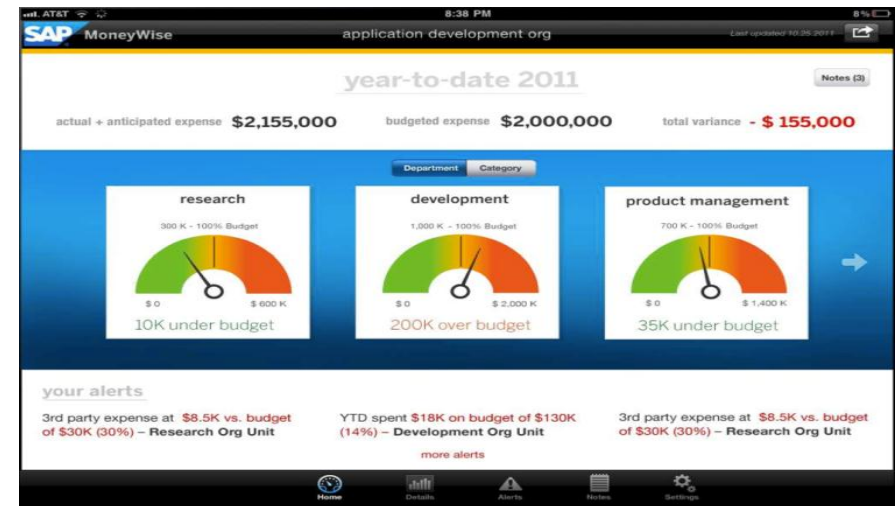 AT&T 8:38 PM 8%
SAP MoneyWise application development org Last updated 10.25.2011
year-to-date 2011 Notes (3)
actual + anticipated expense $2,155,000 budgeted expense $2,000,000 total variance - $ 155,000
Department Category
research
300 K - 100% Budget
$ 0 $ 600 K
10K under budget
development
1,000 K - 100% Budget
$ 0 $ 2,000 K
200K over budget
product management
700 K - 100% Budget
$ 0 $ 1,400 K
35K under budget
your alerts
3rd party expense at $8.5K vs. budget
of $30K (30%) – Research Org Unit
YTD spent $18K on budget of $130K
(14%) – Development Org Unit
3rd party expense at $8.5K vs. budget
of $30K (30%) – Research Org Unit
more alerts
Home Details Alerts Notes Settings